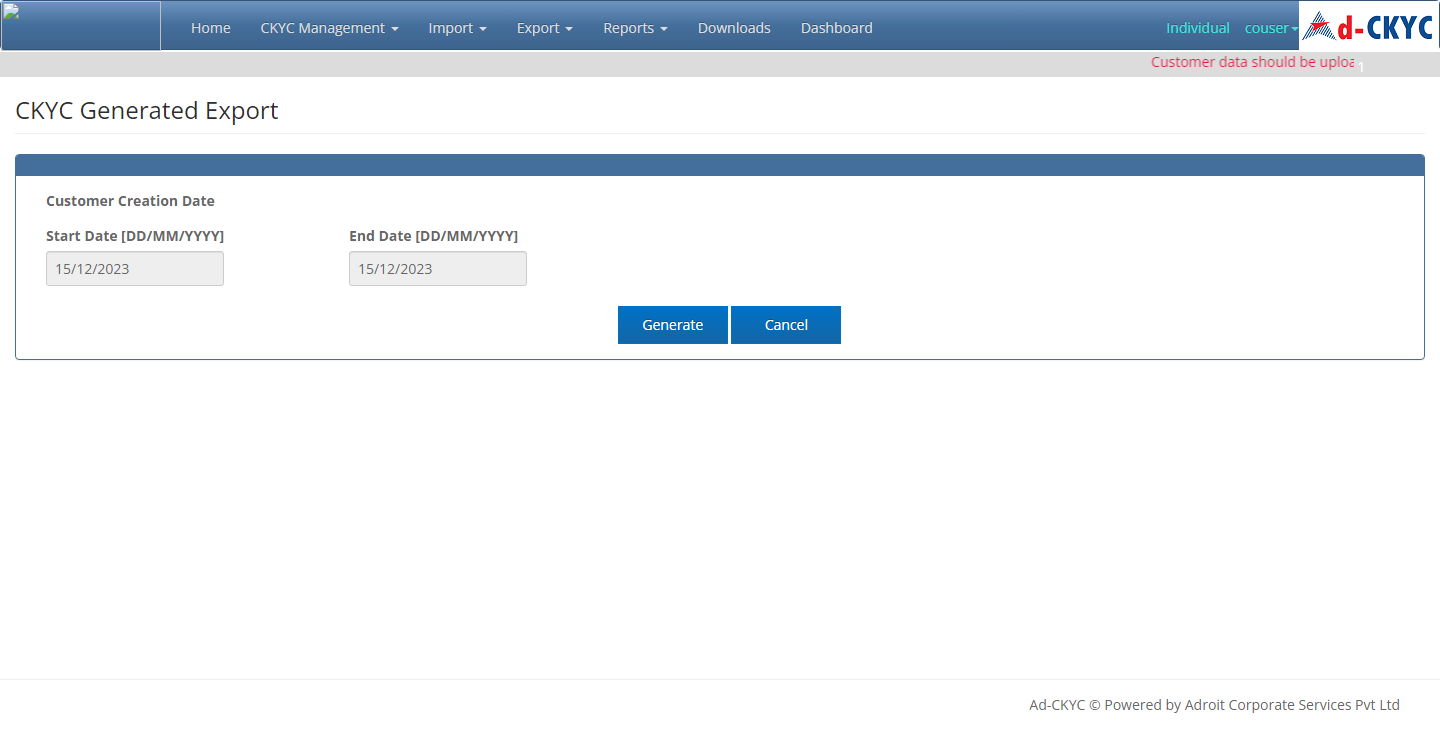 Home CKYC Management Import Export Reports Downloads Dashboard Individual couser d-CKYC
Customer data should be 1
CKYC Generated Export
Customer Creation Date
Start Date [DD/MM/YYYY] End Date [DD/MM/YYYY]
15/12/2023 15/12/2023
Generate Cancel
Ad-CKYC © Powered by Adroit Corporate Services Pvt Ltd